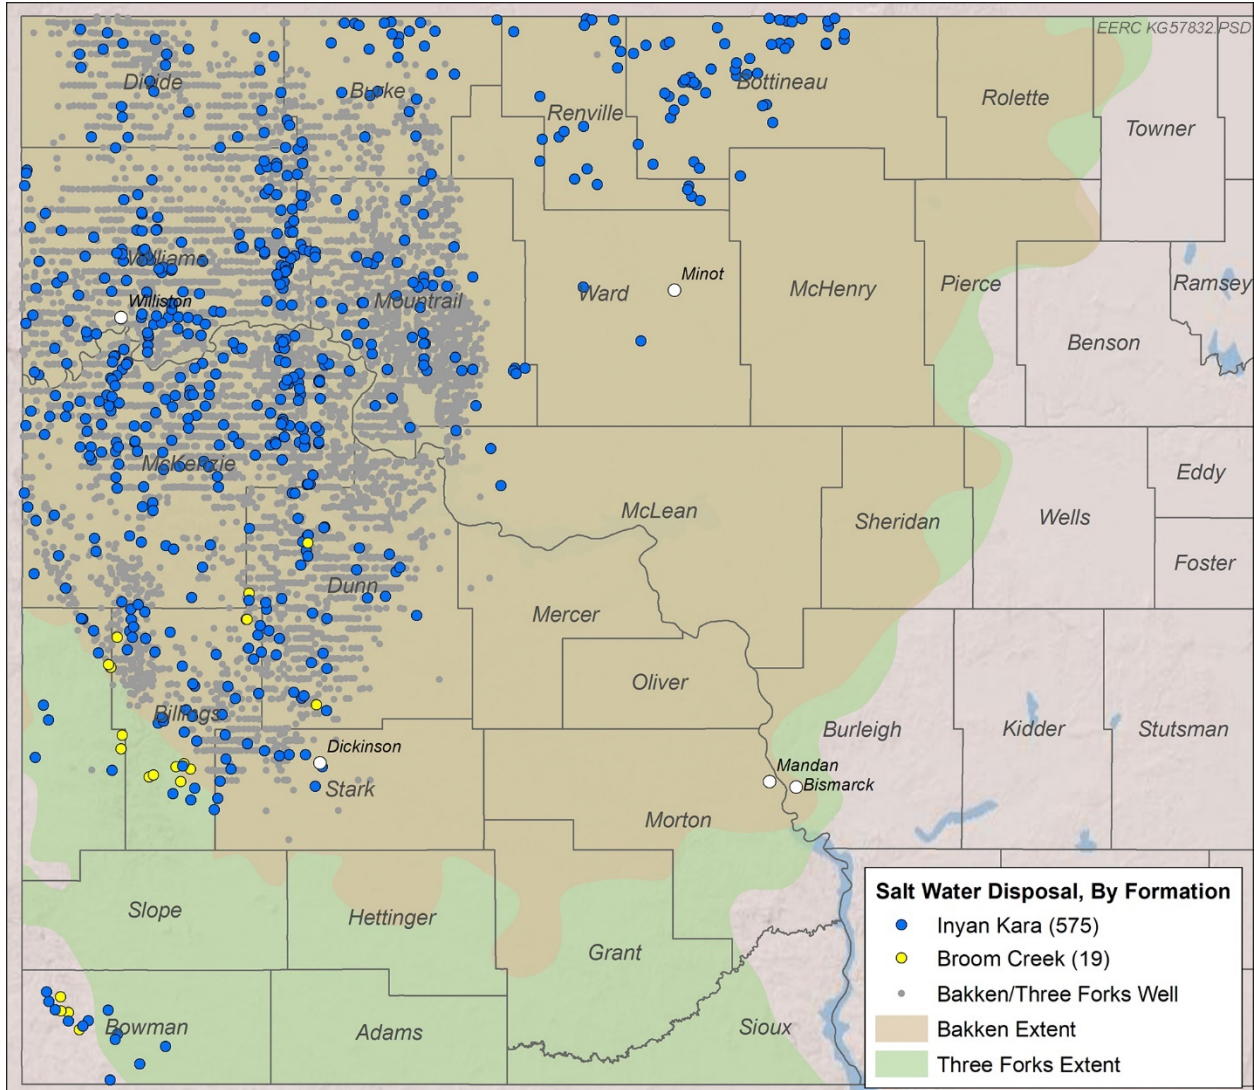 EERC KG57832.PSD
Divide
Burke
Renville
Bottineau
Rolette
Towner
Williams
Williston
Mountrail
Ward
Minot
McHenry
Pierce
Ramsey
Benson
McKenzie
McLean
Sheridan
Wells
Eddy
Foster
Dunn
Mercer
Oliver
Billings
Dickinson
Stark
Morton
Mandan
Bismarck
Burleigh
Kidder
Stutsman
Slope
Hettinger
Grant
Bowman
Adams
Sioux
Salt Water Disposal, By Formation
Inyan Kara (575)
Broom Creek (19)
Bakken/Three Forks Well
Bakken Extent
Three Forks Extent